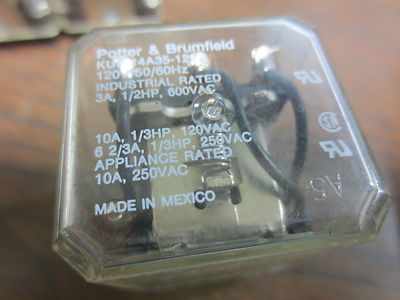 Potter & Brumfield
120V 50/60Hz
INDUSTRIAL RATED
3A, 1/2HP, 600VAC
10A, 1/3HP, 120VAC
6 2/3A, 1/3HP, 250VAC
APPLIANCE RATED
10A, 250VAC
MADE IN MEXICO